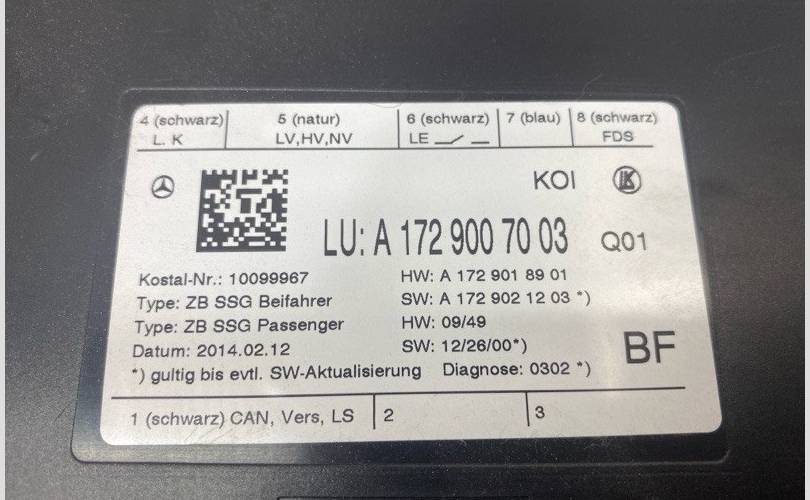 4 (schwarz) 5 (natur) 6 (schwarz) 7 (blau) 8 (schwarz)
L. K LV,HV,NV LE FDS
KOI
LU: A 172 900 70 03 Q01
Kostal-Nr.: 10099967 HW: A 172 901 89 01
Type: ZB SSG Beifahrer SW: A 172 902 12 03 *)
Type: ZB SSG Passenger HW: 09/49
Datum: 2014.02.12 SW: 12/26/00*)
BF
*) gultig bis evtl. SW-Aktualisierung Diagnose: 0302 *)
1 (schwarz) CAN, Vers, LS 2 3